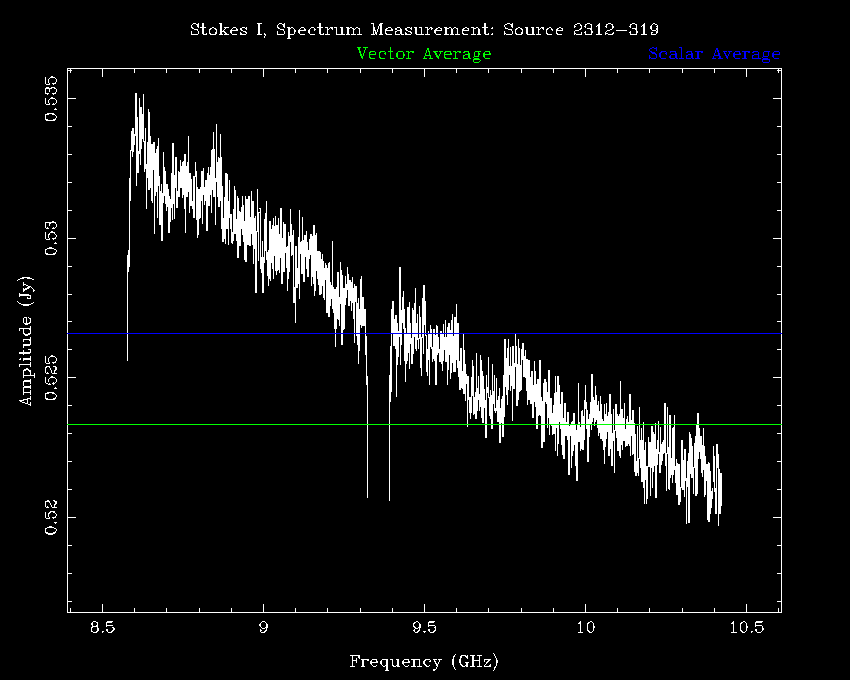 Stokes I, Spectrum Measurement: Source 2312-319
Vector Average
Scalar Average
0.535
0.53
0.525
0.52
Amplitude (Jy)
8.5
9
9.5
10
10.5
Frequency (GHz)